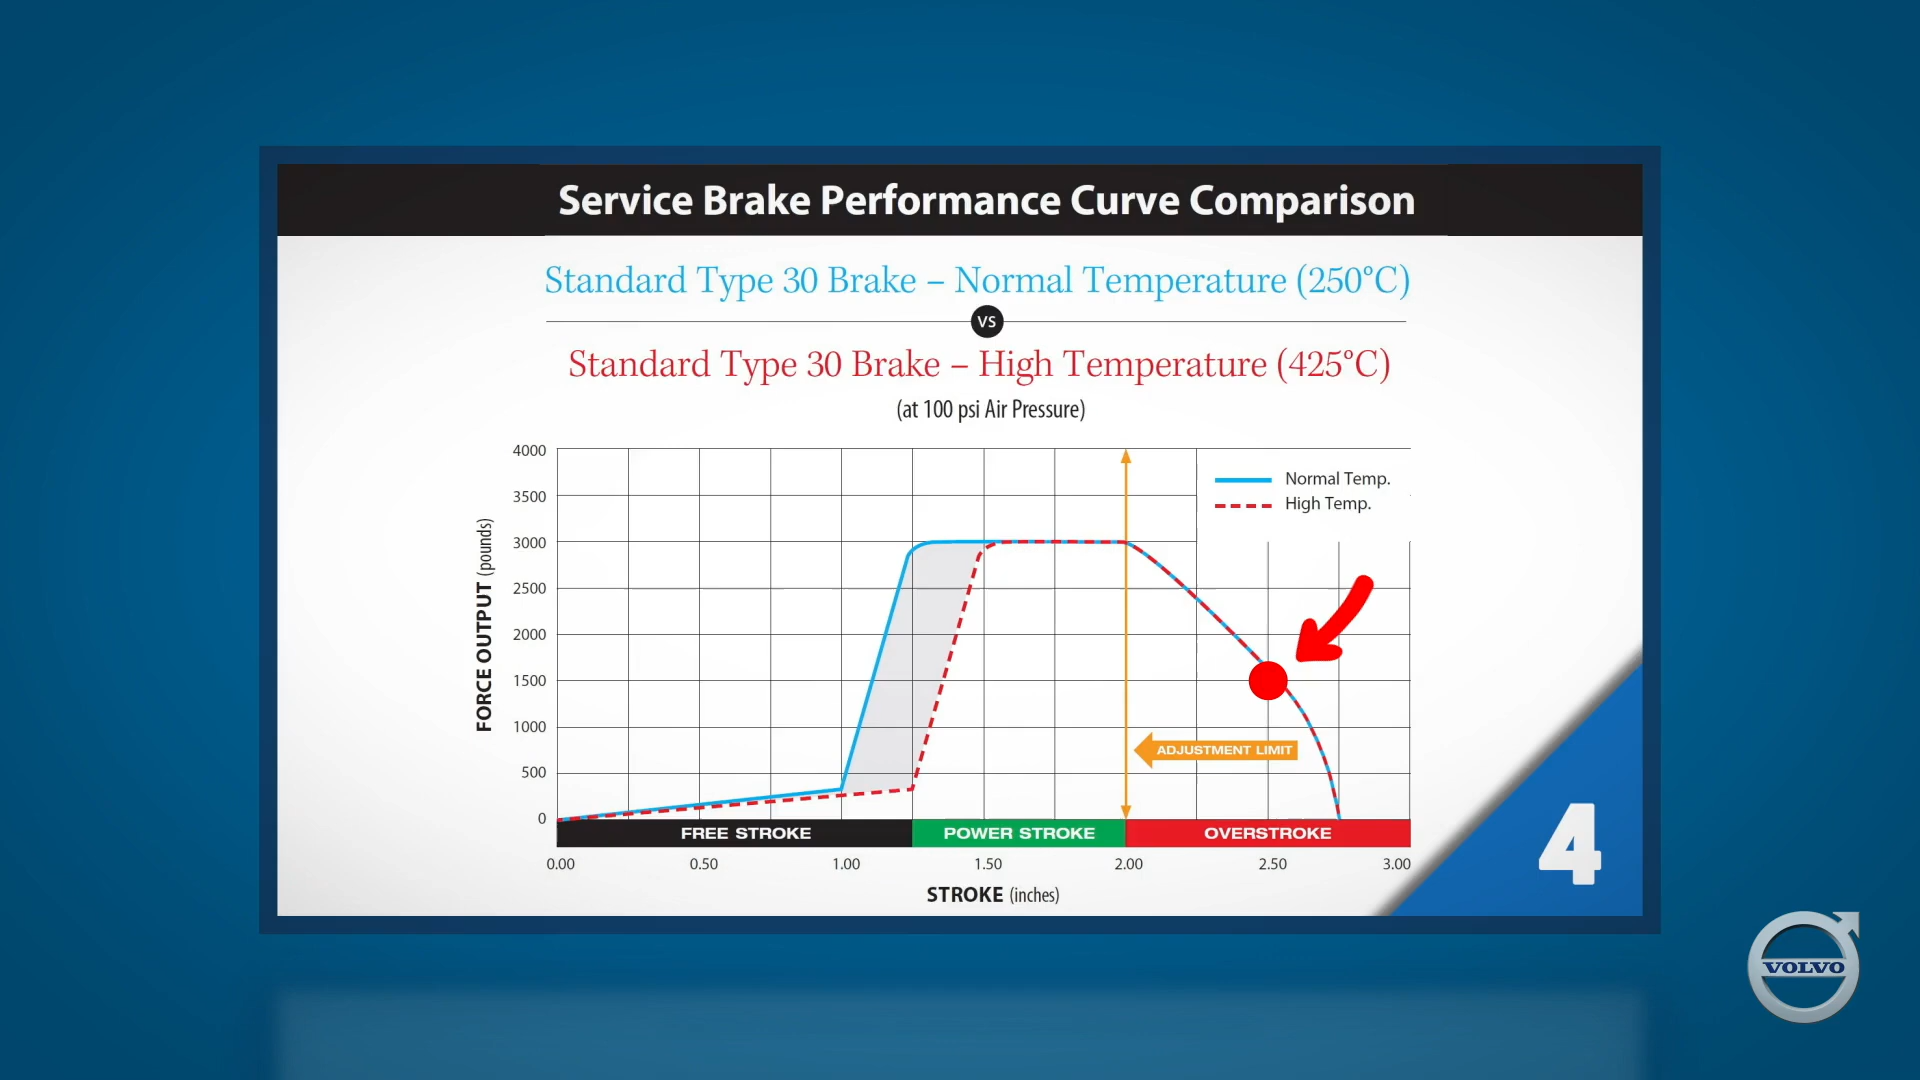 Service Brake Performance Curve Comparison
Standard Type 30 Brake – Normal Temperature (250°C)
VS
Standard Type 30 Brake – High Temperature (425°C)
(at 100 psi Air Pressure)
4000
3500
3000
2500
2000
1500
1000
500
0
FORCE OUTPUT (pounds)
Normal Temp.
High Temp.
ADJUSTMENT LIMIT
FREE STROKE POWER STROKE OVERSTROKE
0.00 0.50 1.00 1.50 2.00 2.50 3.00
STROKE (inches)
4
VOLVO